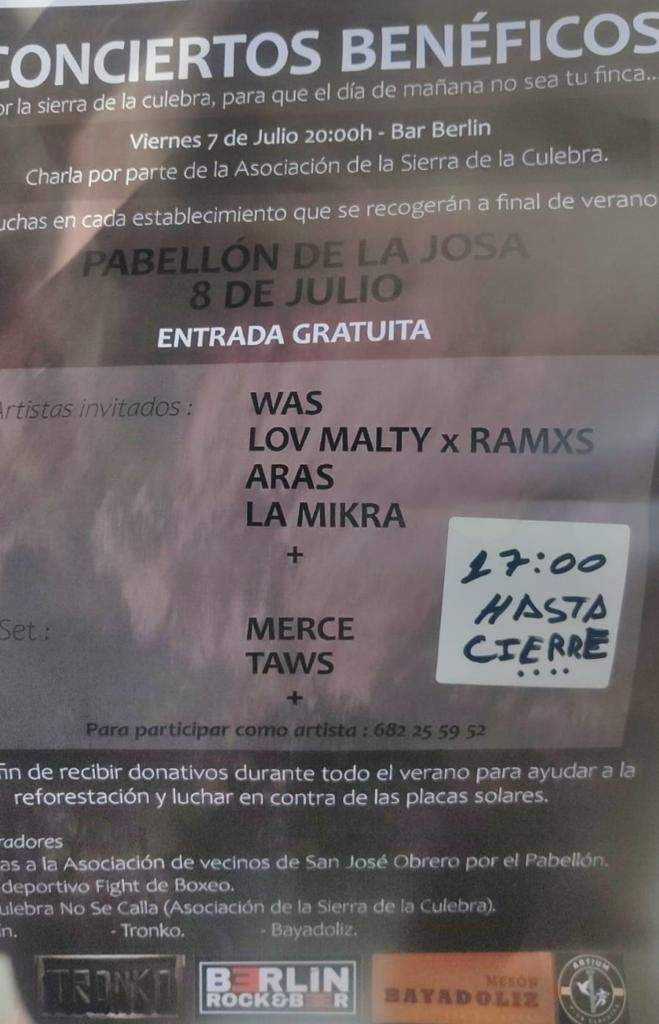 CONCIERTOS BENÉFICOS
or la sierra de la culebra, para que el día de mañana no sea tu finca...
Viernes 7 de Julio 20:00h - Bar Berlin
Charla por parte de la Asociación de la Sierra de la Culebra.
uchas en cada establecimiento que se recogerán a final de verano
PABELLÓN DE LA JOSA
8 DE JULIO
ENTRADA GRATUITA
Artistas invitados :
WAS
LOV MALTY x RAMXS
ARAS
LA MIKRA
+
17:00
HASTA
CIERRE
....
Set :
MERCE
TAWS
+
Para participar como artista : 682 25 59 52
fin de recibir donativos durante todo el verano para ayudar a la
reforestación y luchar en contra de las placas solares.
radores
as a la Asociación de vecinos de San José Obrero por el Pabellón.
deportivo Fight de Boxeo.
ulebra No Se Calla (Asociación de la Sierra de la Culebra).
in. - Tronko. - Bayadoliz.
TRONKO
BERLIN
ROCK&BEER
MESÓN
BAYADOLIZ
ARTIUM